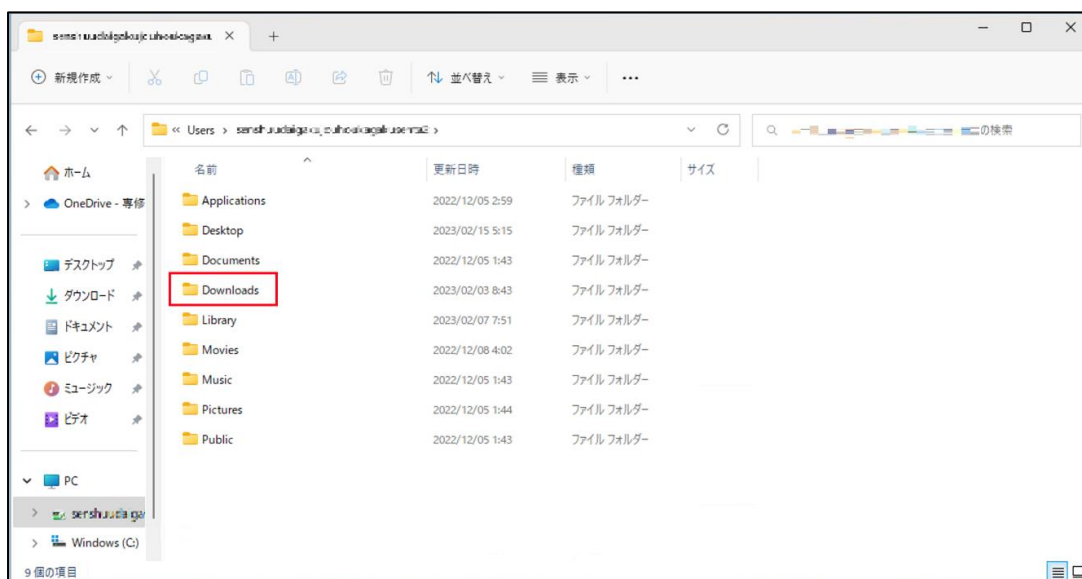 新規作成 並べ替え 表示 ...
« Users ›
の検索
ホーム
OneDrive - 専修
デスクトップ
ダウンロード
ドキュメント
ピクチャ
ミュージック
ビデオ
PC
Windows (C:)
名前 更新日時 種類 サイズ
Applications 2022/12/05 2:59 ファイル フォルダー
Desktop 2023/02/15 5:15 ファイル フォルダー
Documents 2022/12/05 1:43 ファイル フォルダー
Downloads 2023/02/03 8:43 ファイル フォルダー
Library 2023/02/07 7:51 ファイル フォルダー
Movies 2022/12/08 4:02 ファイル フォルダー
Music 2022/12/05 1:43 ファイル フォルダー
Pictures 2022/12/05 1:44 ファイル フォルダー
Public 2022/12/05 1:43 ファイル フォルダー
9 個の項目